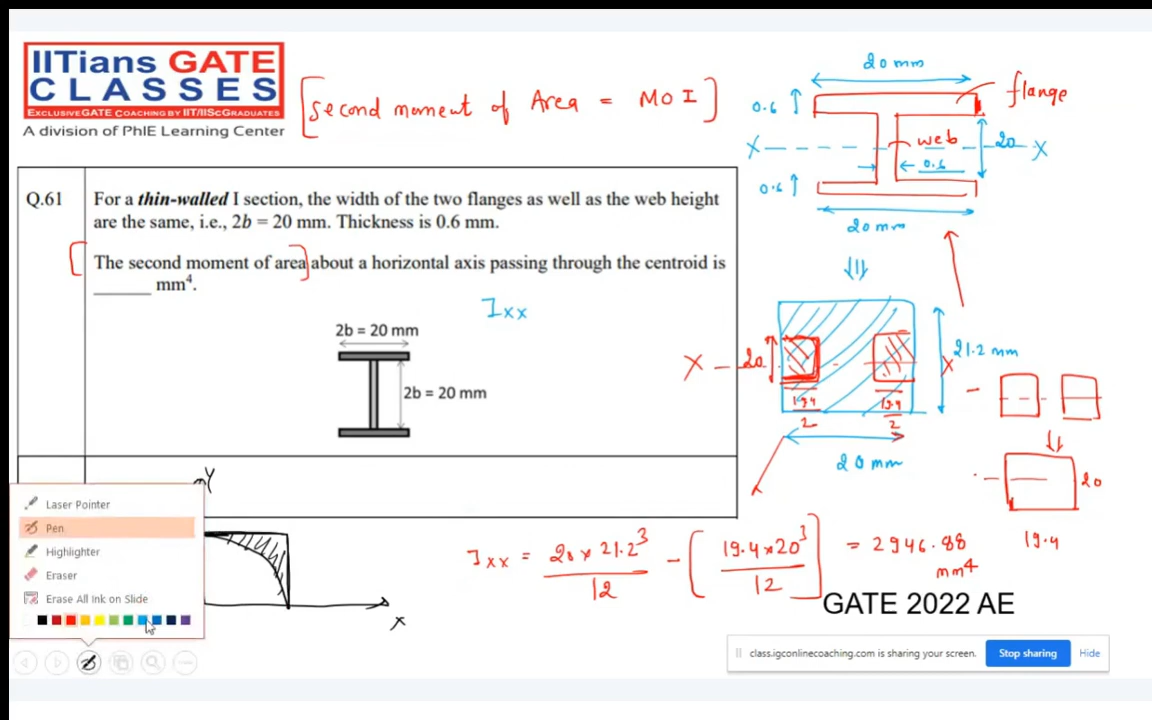 IITians GATE
CLASSES
EXCLUSIVE GATE COACHING BY IIT/IISc GRADUATES
A division of PhIE Learning Center
[Second moment of Area = MOI]
20 mm
flange
0.6
web
X
20
X
0.6
0.6
20 mm
Q.61
For a thin-walled I section, the width of the two flanges as well as the web height
are the same, i.e., 2b = 20 mm. Thickness is 0.6 mm.
[The second moment of area] about a horizontal axis passing through the centroid is
______ mm⁴.
Ixx
2b = 20 mm
2b = 20 mm
X
20
X
21.2 mm
19.4/2
19.4/2
20 mm
20
19.4
Y
x
Ixx = 20 x 21.2³/12 - [19.4 x 20³/12] = 2946.88
mm⁴
GATE 2022 AE
Laser Pointer
Pen
Highlighter
Eraser
Erase All Ink on Slide
class.iqconlinecoaching.com is sharing your screen.
Stop sharing
Hide